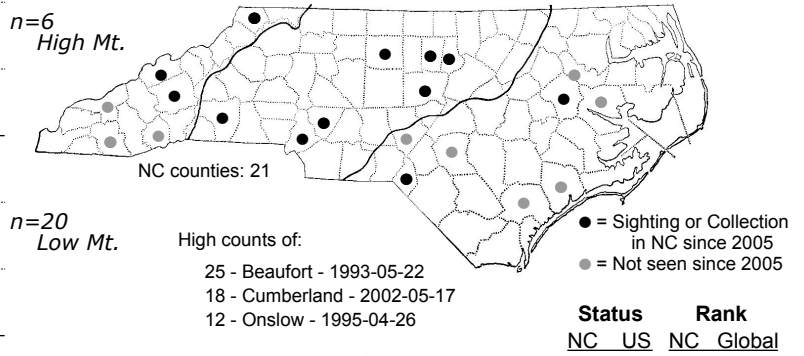 n=6
High Mt.
NC counties: 21
n=20
Low Mt.
High counts of:
25 - Beaufort - 1993-05-22
18 - Cumberland - 2002-05-17
12 - Onslow - 1995-04-26
● = Sighting or Collection
in NC since 2005
● = Not seen since 2005
Status Rank
NC US NC Global